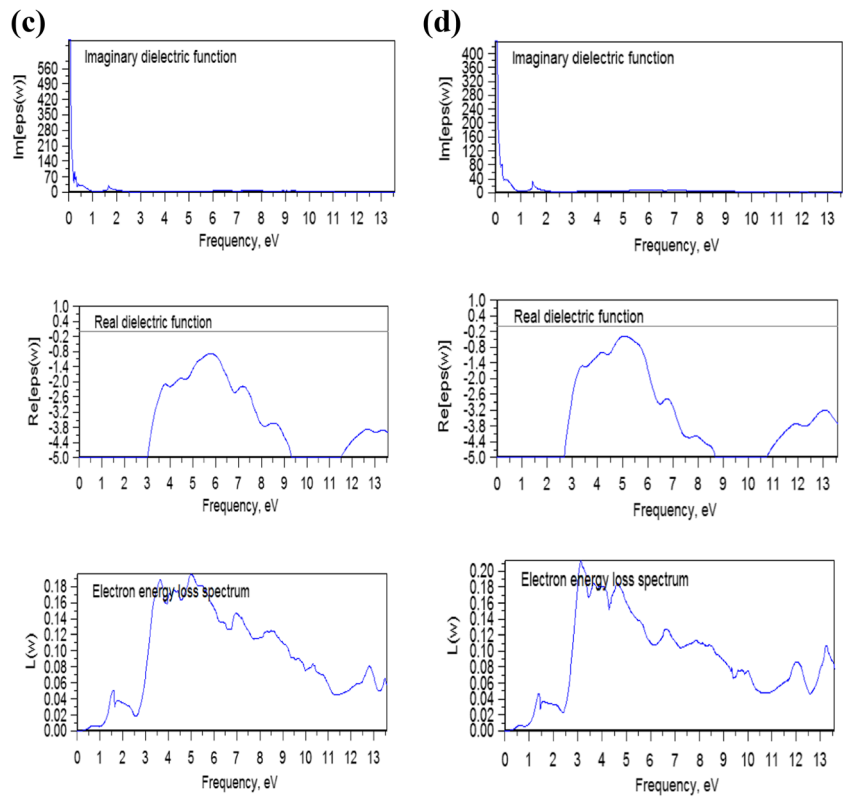 (c)
Imaginary dielectric function
Im[eps(w)]
560
490
420
350
280
210
140
70
0
0 1 2 3 4 5 6 7 8 9 10 11 12 13
Frequency, eV
Real dielectric function
Re[eps(w)]
1.0
0.4
-0.2
-0.8
-1.4
-2.0
-2.6
-3.2
-3.8
-4.4
-5.0
0 1 2 3 4 5 6 7 8 9 10 11 12 13
Frequency, eV
Electron energy loss spectrum
L(w)
0.18
0.16
0.14
0.12
0.10
0.08
0.06
0.04
0.02
0.00
0 1 2 3 4 5 6 7 8 9 10 11 12 13
Frequency, eV
(d)
Imaginary dielectric function
Im[eps(w)]
400
360
320
280
240
200
160
120
80
40
0
0 1 2 3 4 5 6 7 8 9 10 11 12 13
Frequency, eV
Real dielectric function
Re[eps(w)]
1.0
0.4
-0.2
-0.8
-1.4
-2.0
-2.6
-3.2
-3.8
-4.4
-5.0
0 1 2 3 4 5 6 7 8 9 10 11 12 13
Frequency, eV
Electron energy loss spectrum
L(w)
0.20
0.18
0.16
0.14
0.12
0.10
0.08
0.06
0.04
0.02
0.00
0 1 2 3 4 5 6 7 8 9 10 11 12 13
Frequency, eV